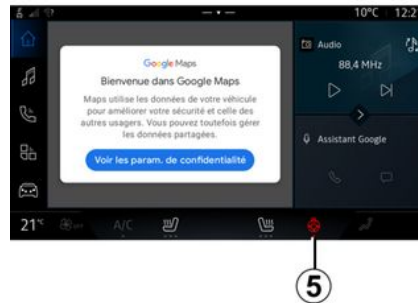 10°C 12:2
Google Maps
Bienvenue dans Google Maps
Maps utilise les données de votre véhicule
pour améliorer votre sécurité et celle des
autres usagers. Vous pouvez toutefois gérer
les données partagées.
Voir les param. de confidentialité
Audio
88,4 MHz
Assistant Google
21°C
OFF
A/C
5